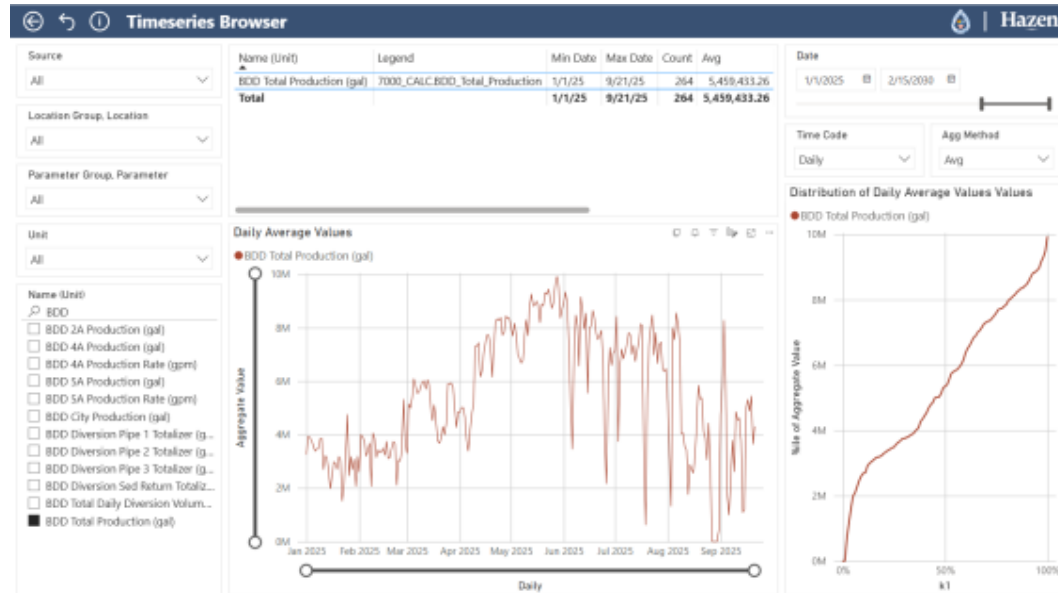 Timeseries Browser
| Hazen
Source
All
Location Group, Location
All
Parameter Group, Parameter
All
Unit
All
Name (Unit)
BDD
BDD 2A Production (gal)
BDD 4A Production (gal)
BDD 4A Production Rate (gpm)
BDD 5A Production (gal)
BDD 5A Production Rate (gpm)
BDD City Production (gal)
BDD Diversion Pipe 1 Totalizer (g...
BDD Diversion Pipe 2 Totalizer (g...
BDD Diversion Pipe 3 Totalizer (g...
BDD Diversion Sed Return Totaliz...
BDD Total Daily Diversion Volum...
BDD Total Production (gal)
Name (Unit) Legend Min Date Max Date Count Avg
BDD Total Production (gal) 7000_CALC.BDD_Total_Production 1/1/25 9/21/25 264 5,459,433.26
Total 1/1/25 9/21/25 264 5,459,433.26
Daily Average Values
BDD Total Production (gal)
Aggregate Value
10M
8M
6M
4M
2M
0M
Jan 2025 Feb 2025 Mar 2025 Apr 2025 May 2025 Jun 2025 Jul 2025 Aug 2025 Sep 2025
Daily
Date
1/1/2025 2/15/2030
Time Code
Daily
Agg Method
Avg
Distribution of Daily Average Values Values
BDD Total Production (gal)
%ile of Aggregate Value
10M
8M
6M
4M
2M
0M
0% 50% 100%
k1